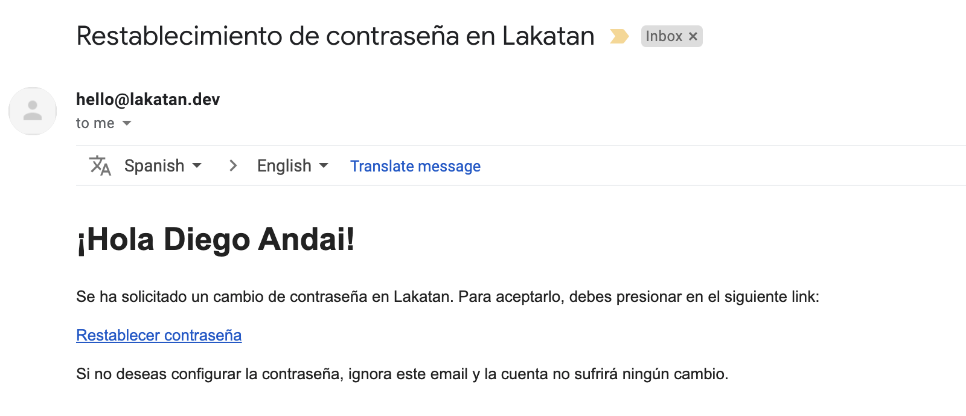 Restablecimiento de contraseña en Lakatan Inbox ×
hello@lakatan.dev
to me
Spanish > English Translate message
¡Hola Diego Andai!
Se ha solicitado un cambio de contraseña en Lakatan. Para aceptarlo, debes presionar en el siguiente link:
Restablecer contraseña
Si no deseas configurar la contraseña, ignora este email y la cuenta no sufrirá ningún cambio.